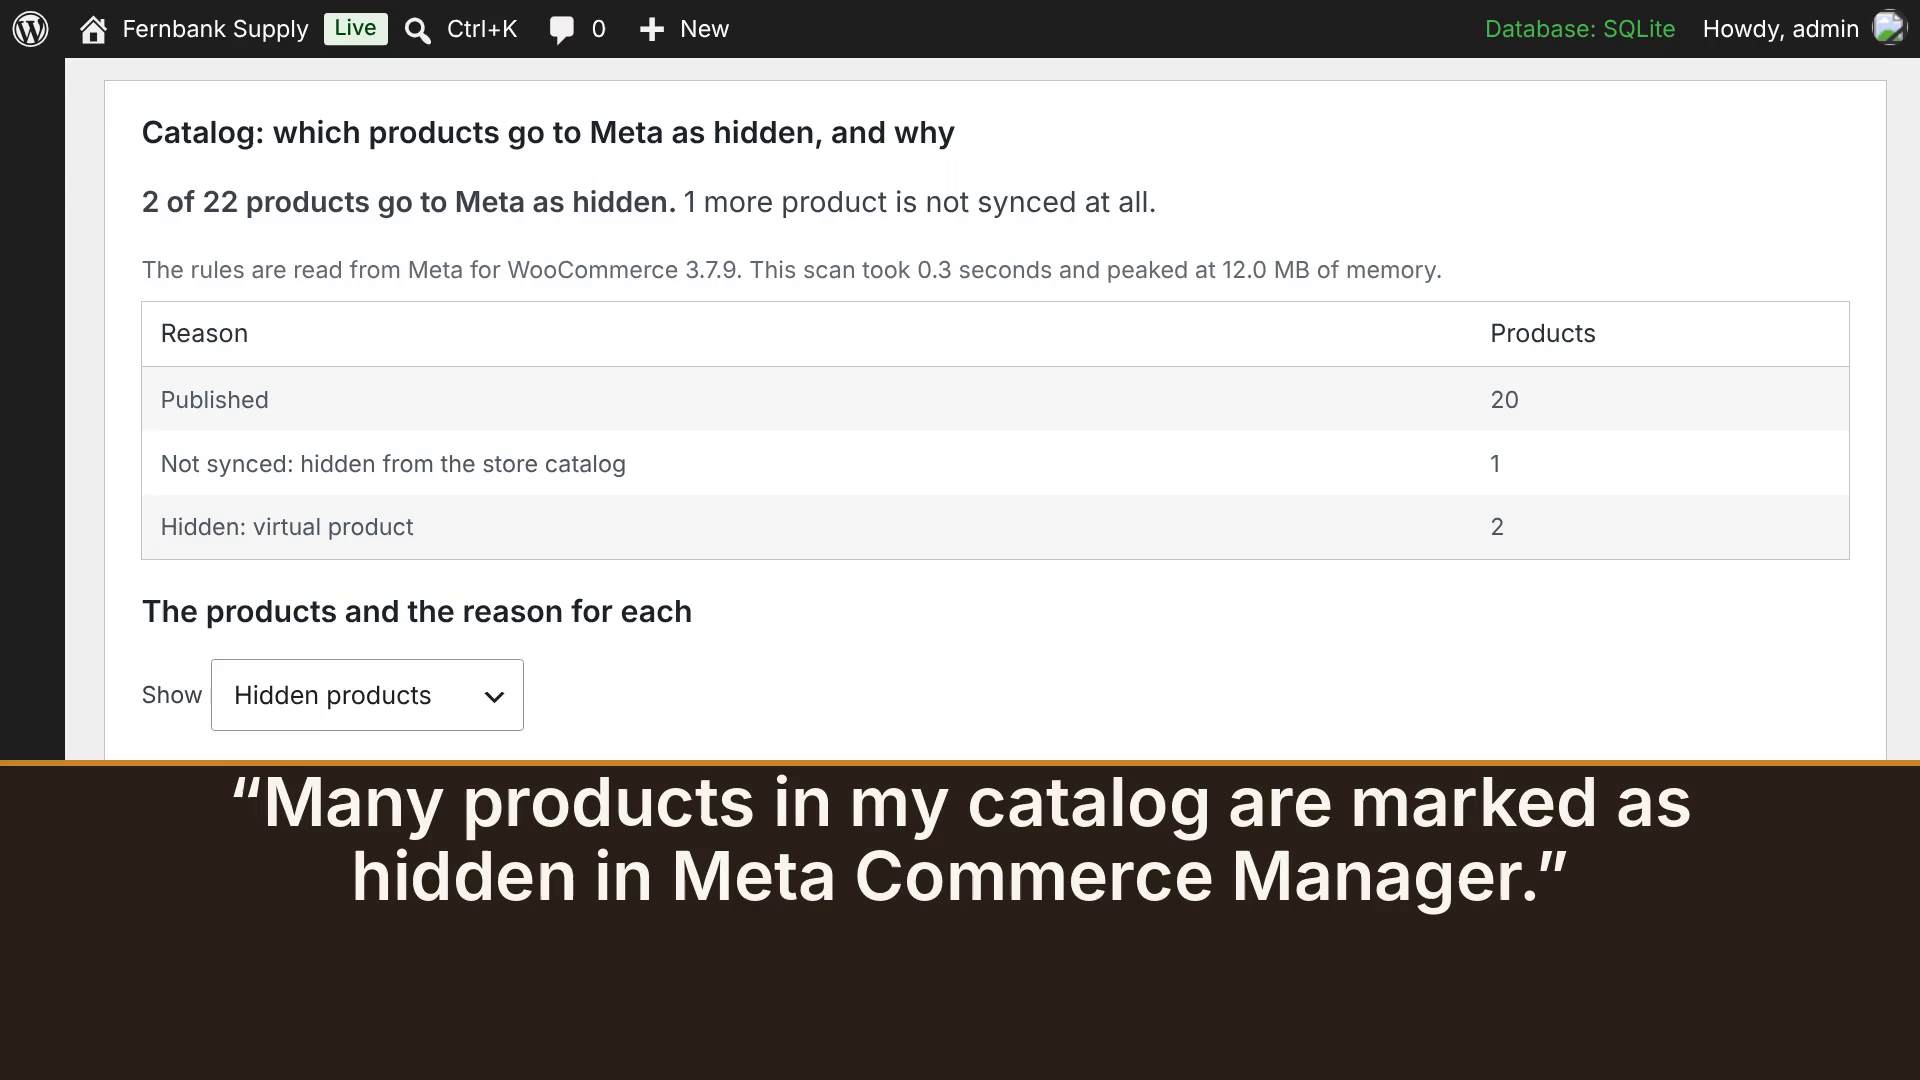 Fernbank Supply Live Ctrl+K 0 New Database: SQLite Howdy, admin
Catalog: which products go to Meta as hidden, and why
2 of 22 products go to Meta as hidden. 1 more product is not synced at all.
The rules are read from Meta for WooCommerce 3.7.9. This scan took 0.3 seconds and peaked at 12.0 MB of memory.
Reason Products
Published 20
Not synced: hidden from the store catalog 1
Hidden: virtual product 2
The products and the reason for each
Show Hidden products
“Many products in my catalog are marked as
hidden in Meta Commerce Manager.”